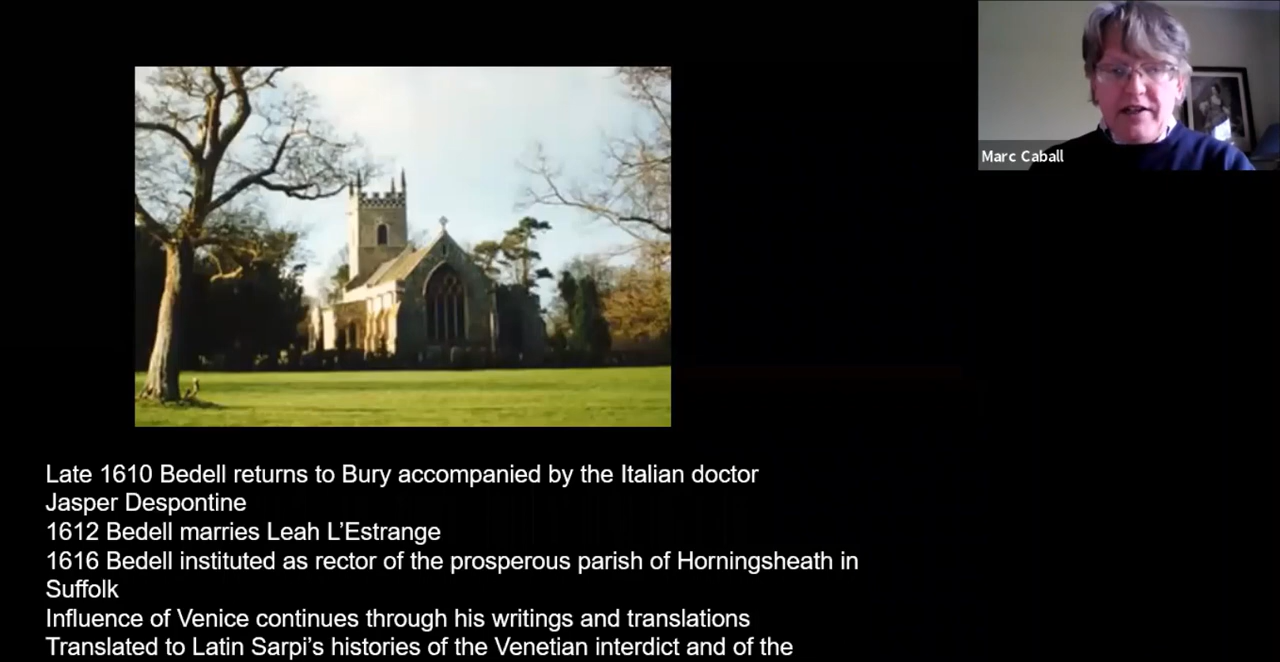 Marc Caball
Late 1610 Bedell returns to Bury accompanied by the Italian doctor
Jasper Despontine
1612 Bedell marries Leah L’Estrange
1616 Bedell instituted as rector of the prosperous parish of Horningsheath in
Suffolk
Influence of Venice continues through his writings and translations
Translated to Latin Sarpi’s histories of the Venetian interdict and of the